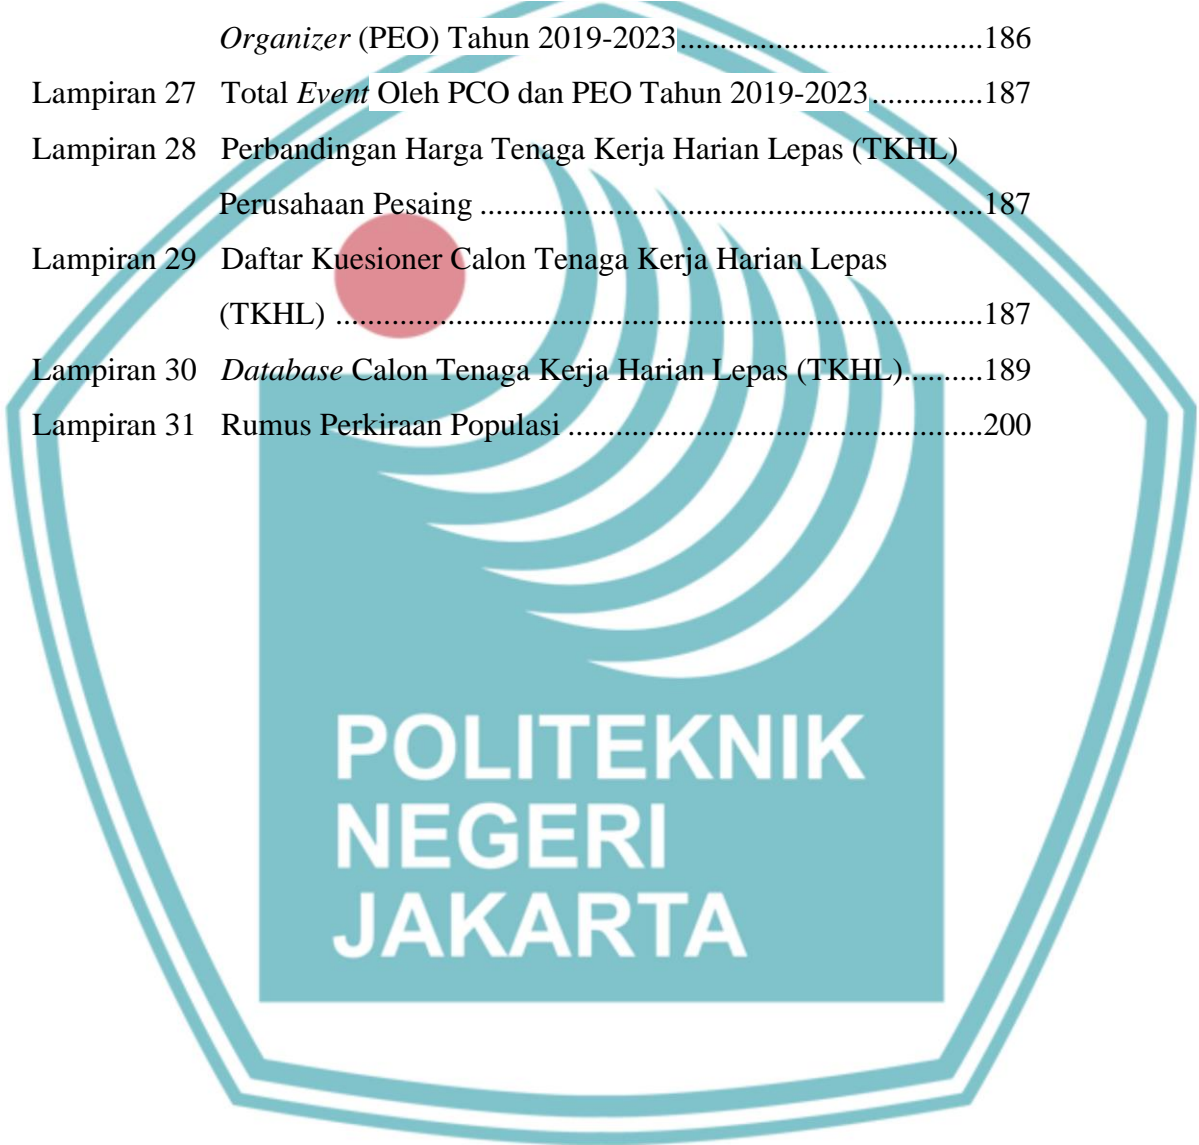 Organizer (PEO) Tahun 2019-2023......................................186
Lampiran 27 Total Event Oleh PCO dan PEO Tahun 2019-2023..............187
Lampiran 28 Perbandingan Harga Tenaga Kerja Harian Lepas (TKHL)
Perusahaan Pesaing ................................................................187
Lampiran 29 Daftar Kuesioner Calon Tenaga Kerja Harian Lepas
(TKHL) ..................................................................................187
Lampiran 30 Database Calon Tenaga Kerja Harian Lepas (TKHL)..........189
Lampiran 31 Rumus Perkiraan Populasi .....................................................200
POLITEKNIK
NEGERI
JAKARTA